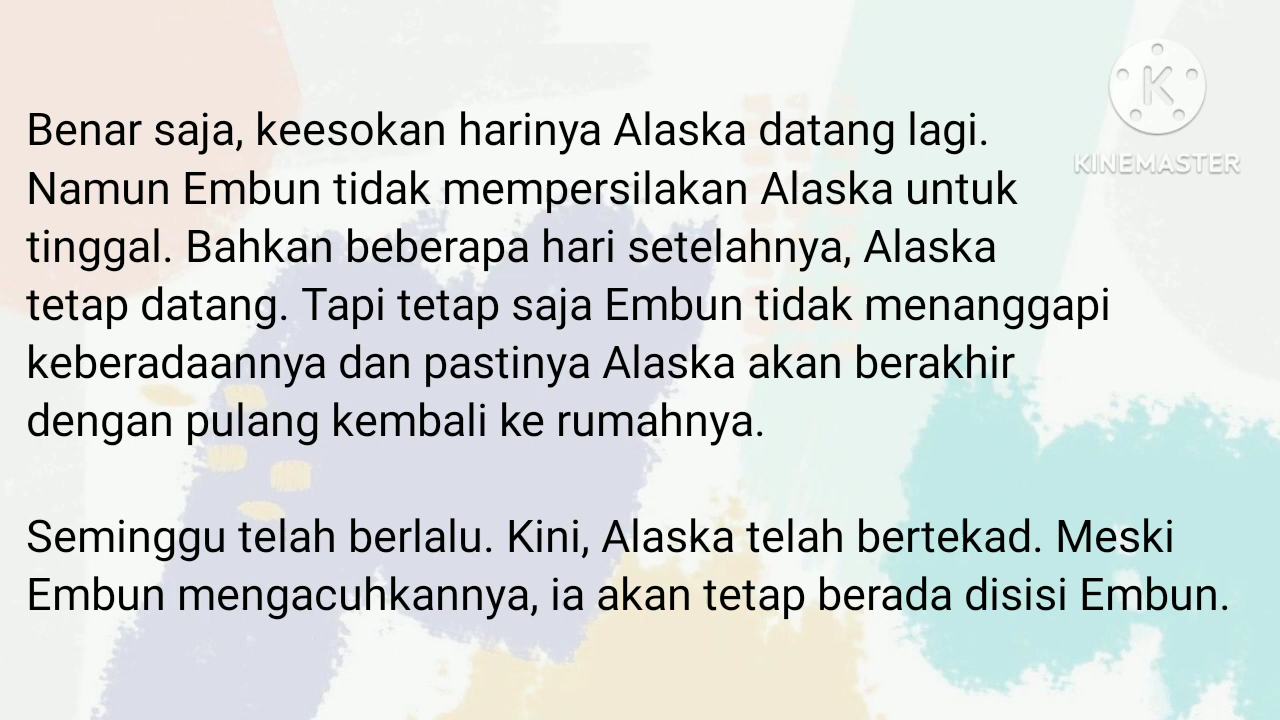 Benar saja, keesokan harinya Alaska datang lagi.
Namun Embun tidak mempersilakan Alaska untuk
tinggal. Bahkan beberapa hari setelahnya, Alaska
tetap datang. Tapi tetap saja Embun tidak menanggapi
keberadaannya dan pastinya Alaska akan berakhir
dengan pulang kembali ke rumahnya.
Seminggu telah berlalu. Kini, Alaska telah bertekad. Meski
Embun mengacuhkannya, ia akan tetap berada disisi Embun.
K
KINEMASTER